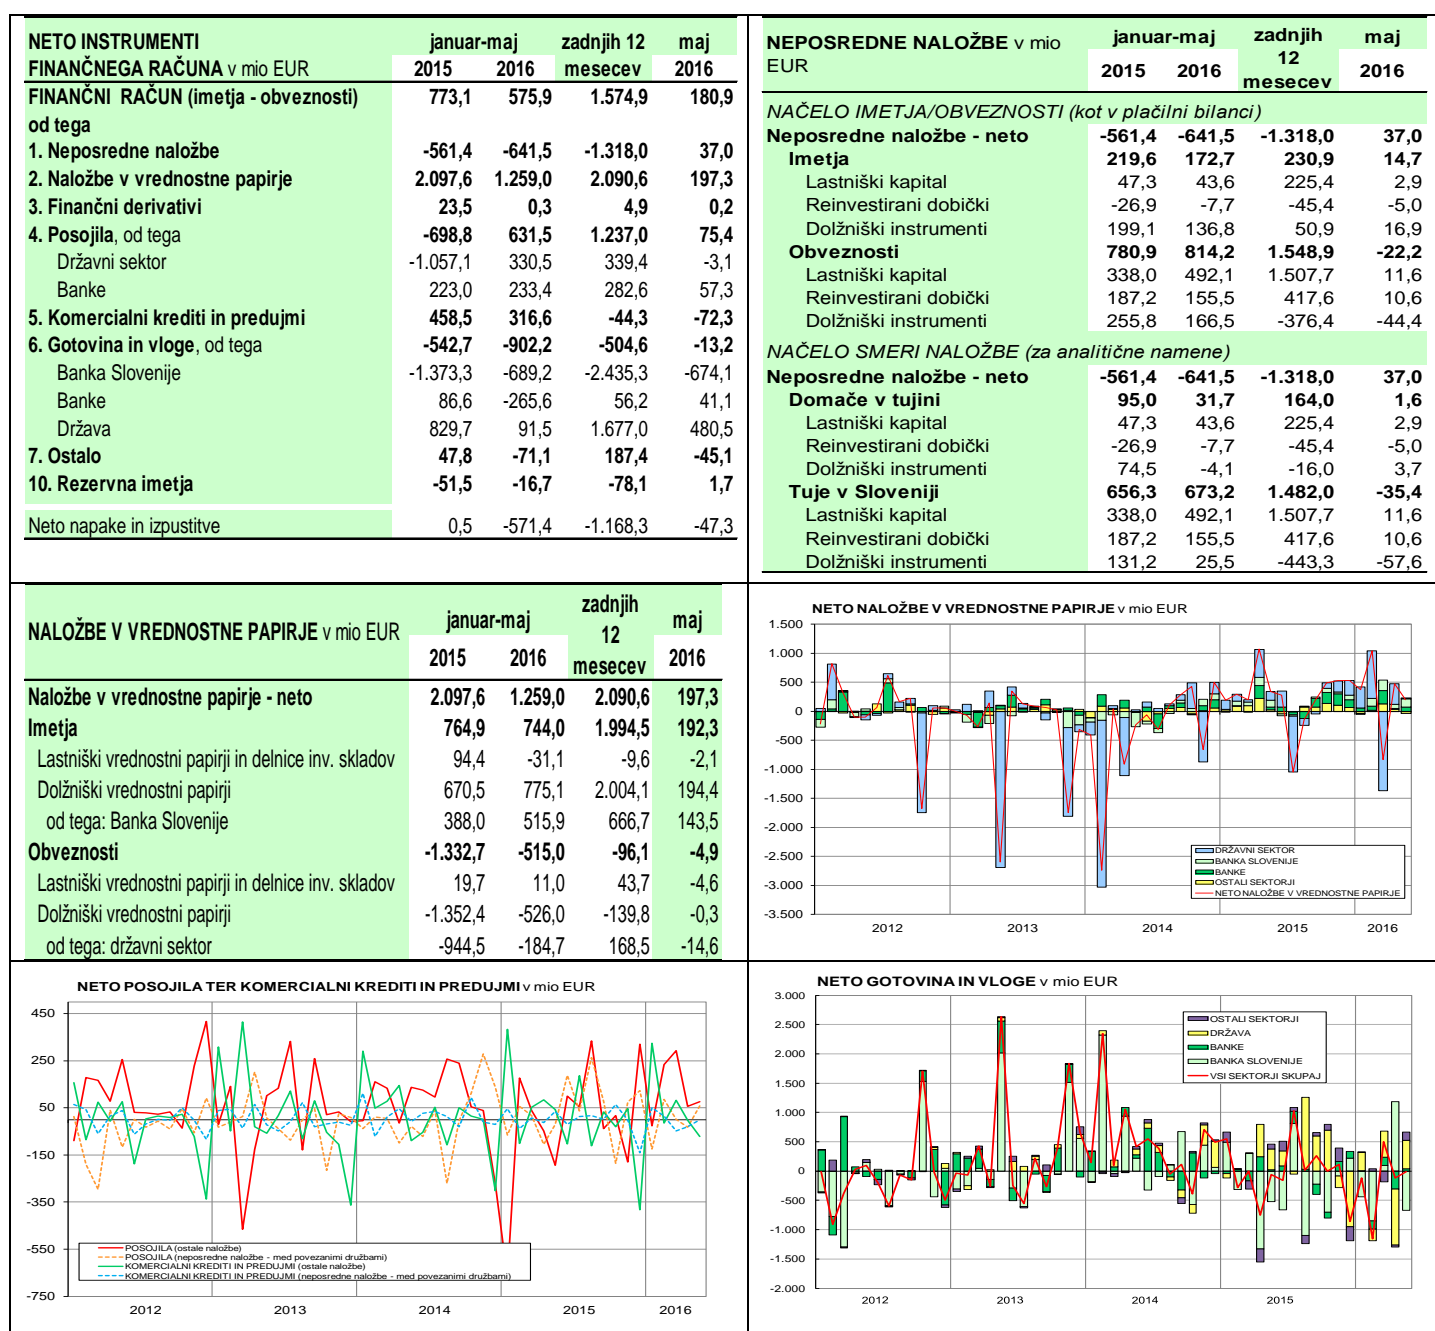 NETO INSTRUMENTI januar-maj zadnjih 12 maj
FINANČNEGA RAČUNA v mio EUR 2015 2016 mesecev 2016
FINANČNI RAČUN (imetja - obveznosti) 773,1 575,9 1.574,9 180,9
od tega
1. Neposredne naložbe -561,4 -641,5 -1.318,0 37,0
2. Naložbe v vrednostne papirje 2.097,6 1.259,0 2.090,6 197,3
3. Finančni derivativi 23,5 0,3 4,9 0,2
4. Posojila, od tega -698,8 631,5 1.237,0 75,4
Državni sektor -1.057,1 330,5 339,4 -3,1
Banke 223,0 233,4 282,6 57,3
5. Komercialni krediti in predujmi 458,5 316,6 -44,3 -72,3
6. Gotovina in vloge, od tega -542,7 -902,2 -504,6 -13,2
Banka Slovenije -1.373,3 -689,2 -2.435,3 -674,1
Banke 86,6 -265,6 56,2 41,1
Država 829,7 91,5 1.677,0 480,5
7. Ostalo 47,8 -71,1 187,4 -45,1
10. Rezervna imetja -51,5 -16,7 -78,1 1,7
Neto napake in izpustitve 0,5 -571,4 -1.168,3 -47,3
NEPOSREDNE NALOŽBE v mio EUR januar-maj zadnjih 12 mesecev maj
2015 2016 2016
NAČELO IMETJA/OBVEZNOSTI (kot v plačilni bilanci)
Neposredne naložbe - neto -561,4 -641,5 -1.318,0 37,0
Imetja 219,6 172,7 230,9 14,7
Lastniški kapital 47,3 43,6 225,4 2,9
Reinvestirani dobički -26,9 -7,7 -45,4 -5,0
Dolžniški instrumenti 199,1 136,8 50,9 16,9
Obveznosti 780,9 814,2 1.548,9 -22,2
Lastniški kapital 338,0 492,1 1.507,7 11,6
Reinvestirani dobički 187,2 155,5 417,6 10,6
Dolžniški instrumenti 255,8 166,5 -376,4 -44,4
NAČELO SMERI NALOŽBE (za analitične namene)
Neposredne naložbe - neto -561,4 -641,5 -1.318,0 37,0
Domače v tujini 95,0 31,7 164,0 1,6
Lastniški kapital 47,3 43,6 225,4 2,9
Reinvestirani dobički -26,9 -7,7 -45,4 -5,0
Dolžniški instrumenti 74,5 -4,1 -16,0 3,7
Tuje v Sloveniji 656,3 673,2 1.482,0 -35,4
Lastniški kapital 338,0 492,1 1.507,7 11,6
Reinvestirani dobički 187,2 155,5 417,6 10,6
Dolžniški instrumenti 131,2 25,5 -443,3 -57,6
NALOŽBE V VREDNOSTNE PAPIRJE v mio EUR januar-maj zadnjih 12 mesecev maj
2015 2016 2016
Naložbe v vrednostne papirje - neto 2.097,6 1.259,0 2.090,6 197,3
Imetja 764,9 744,0 1.994,5 192,3
Lastniški vrednostni papirji in delnice inv. skladov 94,4 -31,1 -9,6 -2,1
Dolžniški vrednostni papirji 670,5 775,1 2.004,1 194,4
od tega: Banka Slovenije 388,0 515,9 666,7 143,5
Obveznosti -1.332,7 -515,0 -96,1 -4,9
Lastniški vrednostni papirji in delnice inv. skladov 19,7 11,0 43,7 -4,6
Dolžniški vrednostni papirji -1.352,4 -526,0 -139,8 -0,3
od tega: državni sektor -944,5 -184,7 168,5 -14,6
NETO NALOŽBE V VREDNOSTNE PAPIRJE v mio EUR
1.500
1.000
500
0
-500
-1.000
-1.500
-2.000
-2.500
-3.000
-3.500
DRŽAVNI SEKTOR
BANKA SLOVENIJE
BANKE
OSTALI SEKTORJI
NETO NALOŽBE V VREDNOSTNE PAPIRJE
2012 2013 2014 2015 2016
NETO POSOJILA TER KOMERCIALNI KREDITI IN PREDUJMI v mio EUR
450
250
50
-150
-350
-550
-750
POSOJILA (ostale naložbe)
POSOJILA (neposredne naložbe - med povezanimi družbami)
KOMERCIALNI KREDITI IN PREDUJMI (ostale naložbe)
KOMERCIALNI KREDITI IN PREDUJMI (neposredne naložbe - med povezanimi družbami)
2012 2013 2014 2015 2016
NETO GOTOVINA IN VLOGE v mio EUR
3.000
2.500
2.000
1.500
1.000
500
0
-500
-1.000
-1.500
-2.000
OSTALI SEKTORJI
DRŽAVA
BANKE
BANKA SLOVENIJE
VSI SEKTORJI SKUPAJ
2012 2013 2014 2015